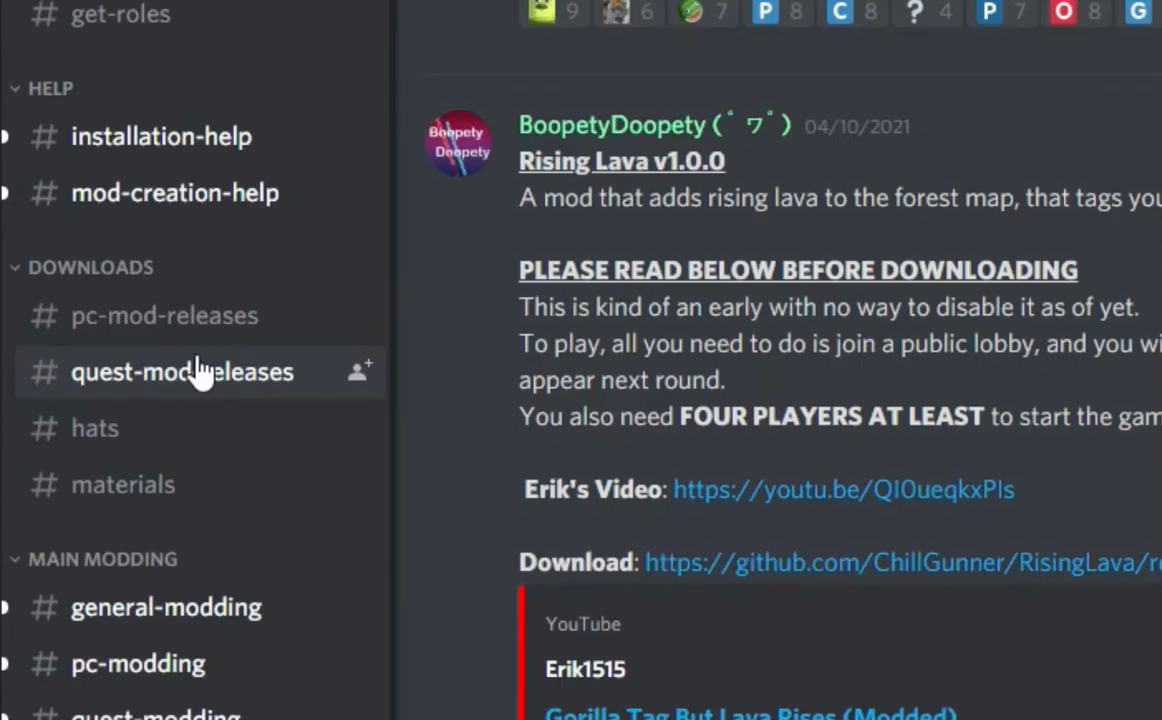 get-roles
HELP
# installation-help
# mod-creation-help
DOWNLOADS
# pc-mod-releases
# quest-mod-releases
# hats
# materials
MAIN MODDING
# general-modding
# pc-modding
# quest-modding
9 6 7 P 8 C 8 ? 4 P 7 O 8 G
Boopety Doopety
BoopetyDoopety ( ﾟ ヮﾟ ) 04/10/2021
Rising Lava v1.0.0
A mod that adds rising lava to the forest map, that tags you
PLEASE READ BELOW BEFORE DOWNLOADING
This is kind of an early with no way to disable it as of yet.
To play, all you need to do is join a public lobby, and you wi
appear next round.
You also need FOUR PLAYERS AT LEAST to start the gam
Erik's Video: https://youtu.be/QI0ueqkxPIs
Download: https://github.com/ChillGunner/RisingLava/r
YouTube
Erik1515
Gorilla Tag But Lava Rises (Modded)